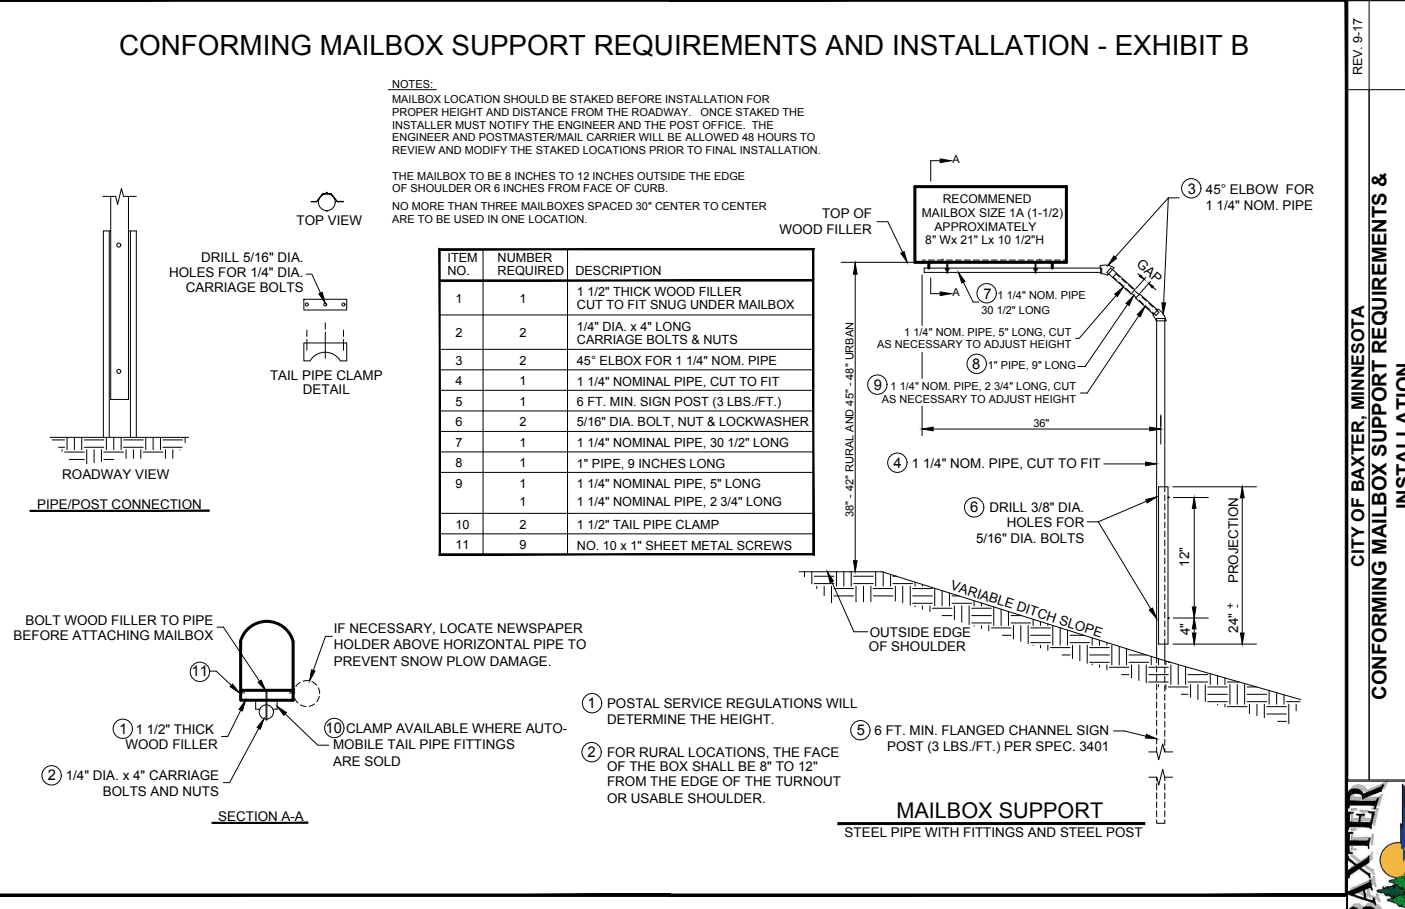 CONFORMING MAILBOX SUPPORT REQUIREMENTS AND INSTALLATION - EXHIBIT B
NOTES:
MAILBOX LOCATION SHOULD BE STAKED BEFORE INSTALLATION FOR
PROPER HEIGHT AND DISTANCE FROM THE ROADWAY. ONCE STAKED THE
INSTALLER MUST NOTIFY THE ENGINEER AND THE POST OFFICE. THE
ENGINEER AND POSTMASTER/MAIL CARRIER WILL BE ALLOWED 48 HOURS TO
REVIEW AND MODIFY THE STAKED LOCATIONS PRIOR TO FINAL INSTALLATION.
THE MAILBOX TO BE 8 INCHES TO 12 INCHES OUTSIDE THE EDGE
OF SHOULDER OR 6 INCHES FROM FACE OF CURB.
NO MORE THAN THREE MAILBOXES SPACED 30" CENTER TO CENTER
ARE TO BE USED IN ONE LOCATION.
TOP VIEW
DRILL 5/16" DIA.
HOLES FOR 1/4" DIA.
CARRIAGE BOLTS
TAIL PIPE CLAMP
DETAIL
ROADWAY VIEW
PIPE/POST CONNECTION
ITEM NO. NUMBER REQUIRED DESCRIPTION
1 1 1 1/2" THICK WOOD FILLER
CUT TO FIT SNUG UNDER MAILBOX
2 2 1/4" DIA. x 4" LONG
CARRIAGE BOLTS & NUTS
3 2 45° ELBOX FOR 1 1/4" NOM. PIPE
4 1 1 1/4" NOMINAL PIPE, CUT TO FIT
5 1 6 FT. MIN. SIGN POST (3 LBS./FT.)
6 2 5/16" DIA. BOLT, NUT & LOCKWASHER
7 1 1 1/4" NOMINAL PIPE, 30 1/2" LONG
8 1 1" PIPE, 9 INCHES LONG
9 1 1 1/4" NOMINAL PIPE, 5" LONG
1 1 1/4" NOMINAL PIPE, 2 3/4" LONG
10 2 1 1/2" TAIL PIPE CLAMP
11 9 NO. 10 x 1" SHEET METAL SCREWS
A
RECOMMENED
MAILBOX SIZE 1A (1-1/2)
APPROXIMATELY
8" Wx 21" Lx 10 1/2"H
TOP OF
WOOD FILLER
3 45° ELBOW FOR
1 1/4" NOM. PIPE
GAP
A
7 1 1/4" NOM. PIPE
30 1/2" LONG
1 1/4" NOM. PIPE, 5" LONG, CUT
AS NECESSARY TO ADJUST HEIGHT
8 1" PIPE, 9" LONG
9 1 1/4" NOM. PIPE, 2 3/4" LONG, CUT
AS NECESSARY TO ADJUST HEIGHT
36"
38" - 42" RURAL AND 45" - 48" URBAN
4 1 1/4" NOM. PIPE, CUT TO FIT
6 DRILL 3/8" DIA.
HOLES FOR
5/16" DIA. BOLTS
12"
4"
24" ± PROJECTION
VARIABLE DITCH SLOPE
OUTSIDE EDGE
OF SHOULDER
5 6 FT. MIN. FLANGED CHANNEL SIGN
POST (3 LBS./FT.) PER SPEC. 3401
MAILBOX SUPPORT
STEEL PIPE WITH FITTINGS AND STEEL POST
BOLT WOOD FILLER TO PIPE
BEFORE ATTACHING MAILBOX
IF NECESSARY, LOCATE NEWSPAPER
HOLDER ABOVE HORIZONTAL PIPE TO
PREVENT SNOW PLOW DAMAGE.
11
1 1 1/2" THICK
WOOD FILLER
10 CLAMP AVAILABLE WHERE AUTO-
MOBILE TAIL PIPE FITTINGS
ARE SOLD
2 1/4" DIA. x 4" CARRIAGE
BOLTS AND NUTS
SECTION A-A
1 POSTAL SERVICE REGULATIONS WILL
DETERMINE THE HEIGHT.
2 FOR RURAL LOCATIONS, THE FACE
OF THE BOX SHALL BE 8" TO 12"
FROM THE EDGE OF THE TURNOUT
OR USABLE SHOULDER.
REV. 9-17
CITY OF BAXTER, MINNESOTA
CONFORMING MAILBOX SUPPORT REQUIREMENTS &
INSTALLATION
BAXTER